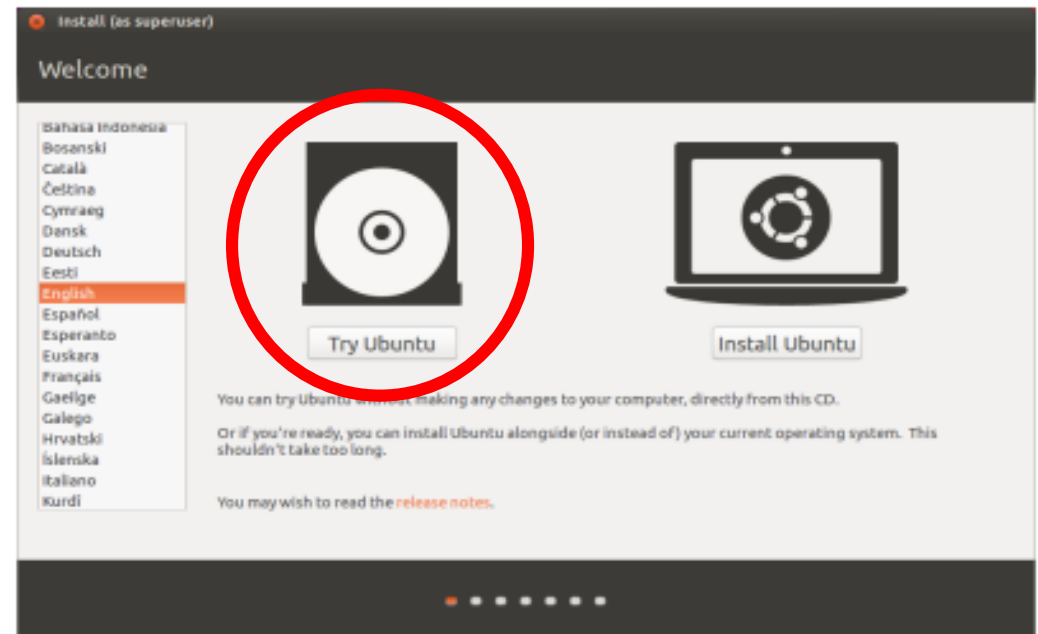 Install (as superuser)
Welcome
Bahasa Indonesia
Bosanski
Català
Čeština
Cymraeg
Dansk
Deutsch
Eesti
English
Español
Esperanto
Euskara
Français
Gaeilge
Galego
Hrvatski
Íslenska
Italiano
Kurdî
Try Ubuntu
Install Ubuntu
You can try Ubuntu without making any changes to your computer, directly from this CD.
Or if you're ready, you can install Ubuntu alongside (or instead of) your current operating system. This
shouldn't take too long.
You may wish to read the release notes.